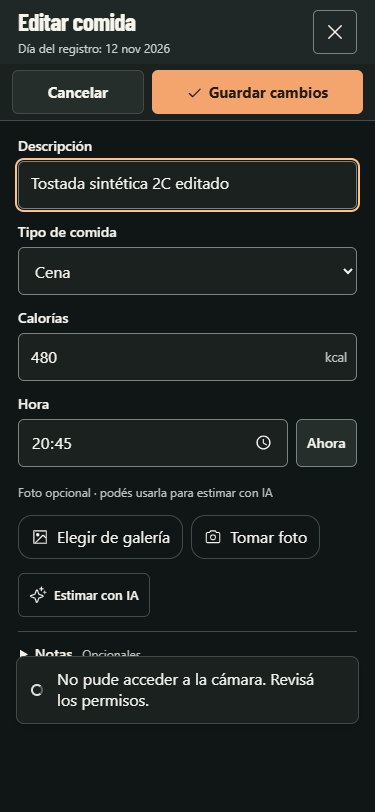 Editar comida
Día del registro: 12 nov 2026
Cancelar
Guardar cambios
Descripción
Tostada sintética 2C editado
Tipo de comida
Cena
Calorías
480 kcal
Hora
20:45 Ahora
Foto opcional · podés usarla para estimar con IA
Elegir de galería
Tomar foto
Estimar con IA
Notas Opcionales
No pude acceder a la cámara. Revisá
los permisos.